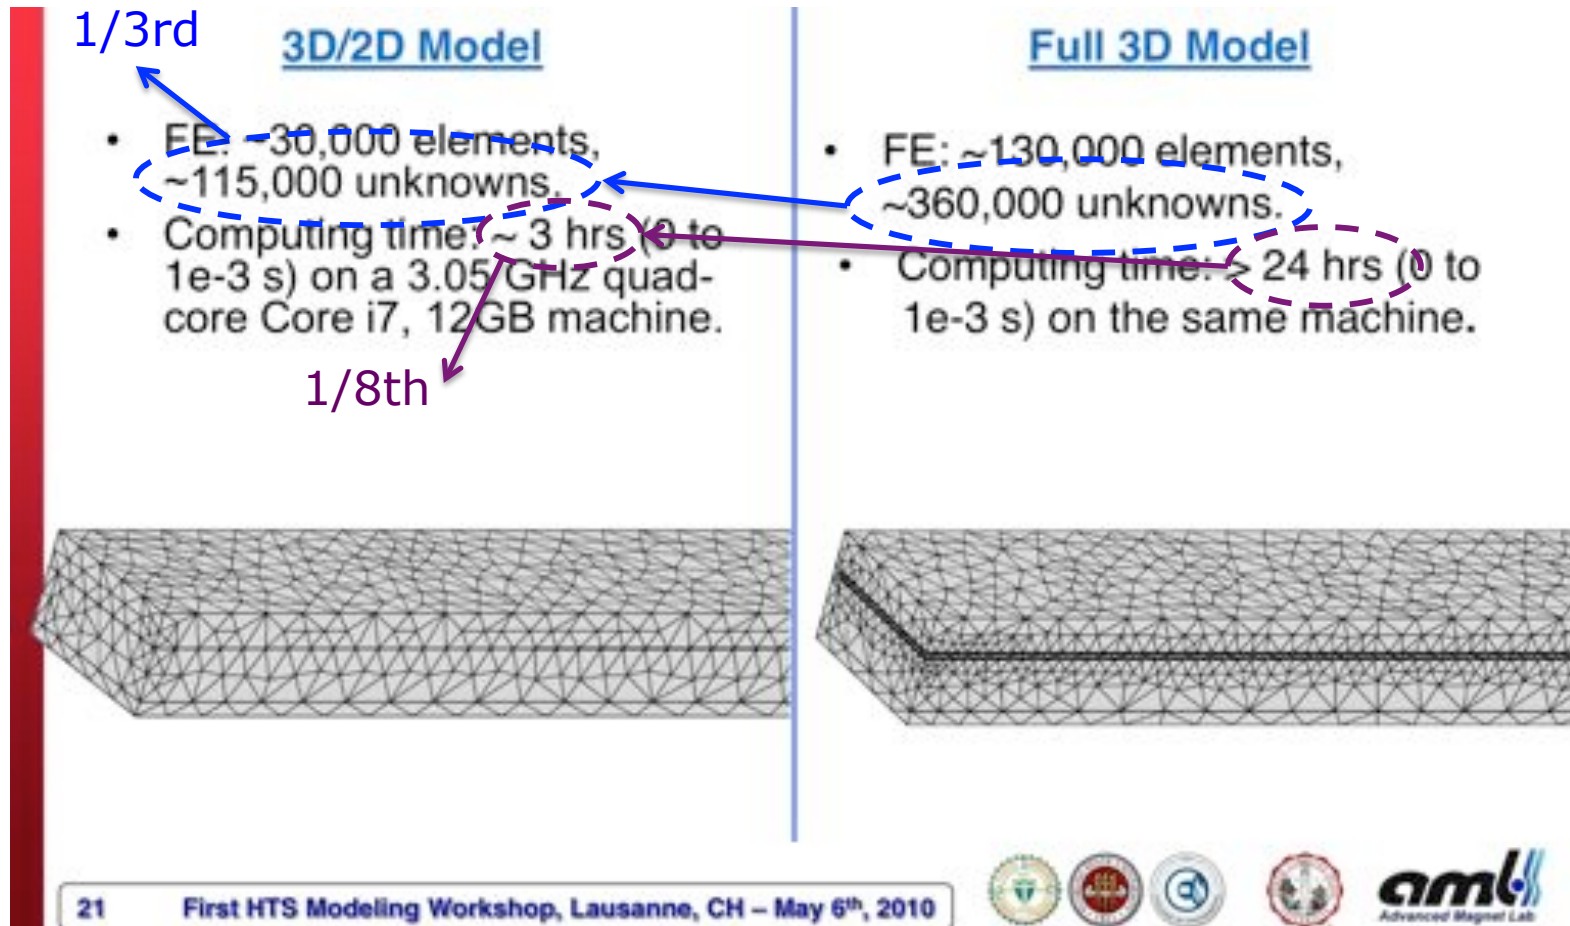 1/3rd
3D/2D Model
• FE: ~30,000 elements,
~115,000 unknowns.
• Computing time: ~ 3 hrs (0 to
1e-3 s) on a 3.05 GHz quad-
core Core i7, 12GB machine.
1/8th
Full 3D Model
• FE: ~130,000 elements,
~360,000 unknowns.
• Computing time: > 24 hrs (0 to
1e-3 s) on the same machine.
21 First HTS Modeling Workshop, Lausanne, CH – May 6th, 2010
aml
Advanced Magnet Lab